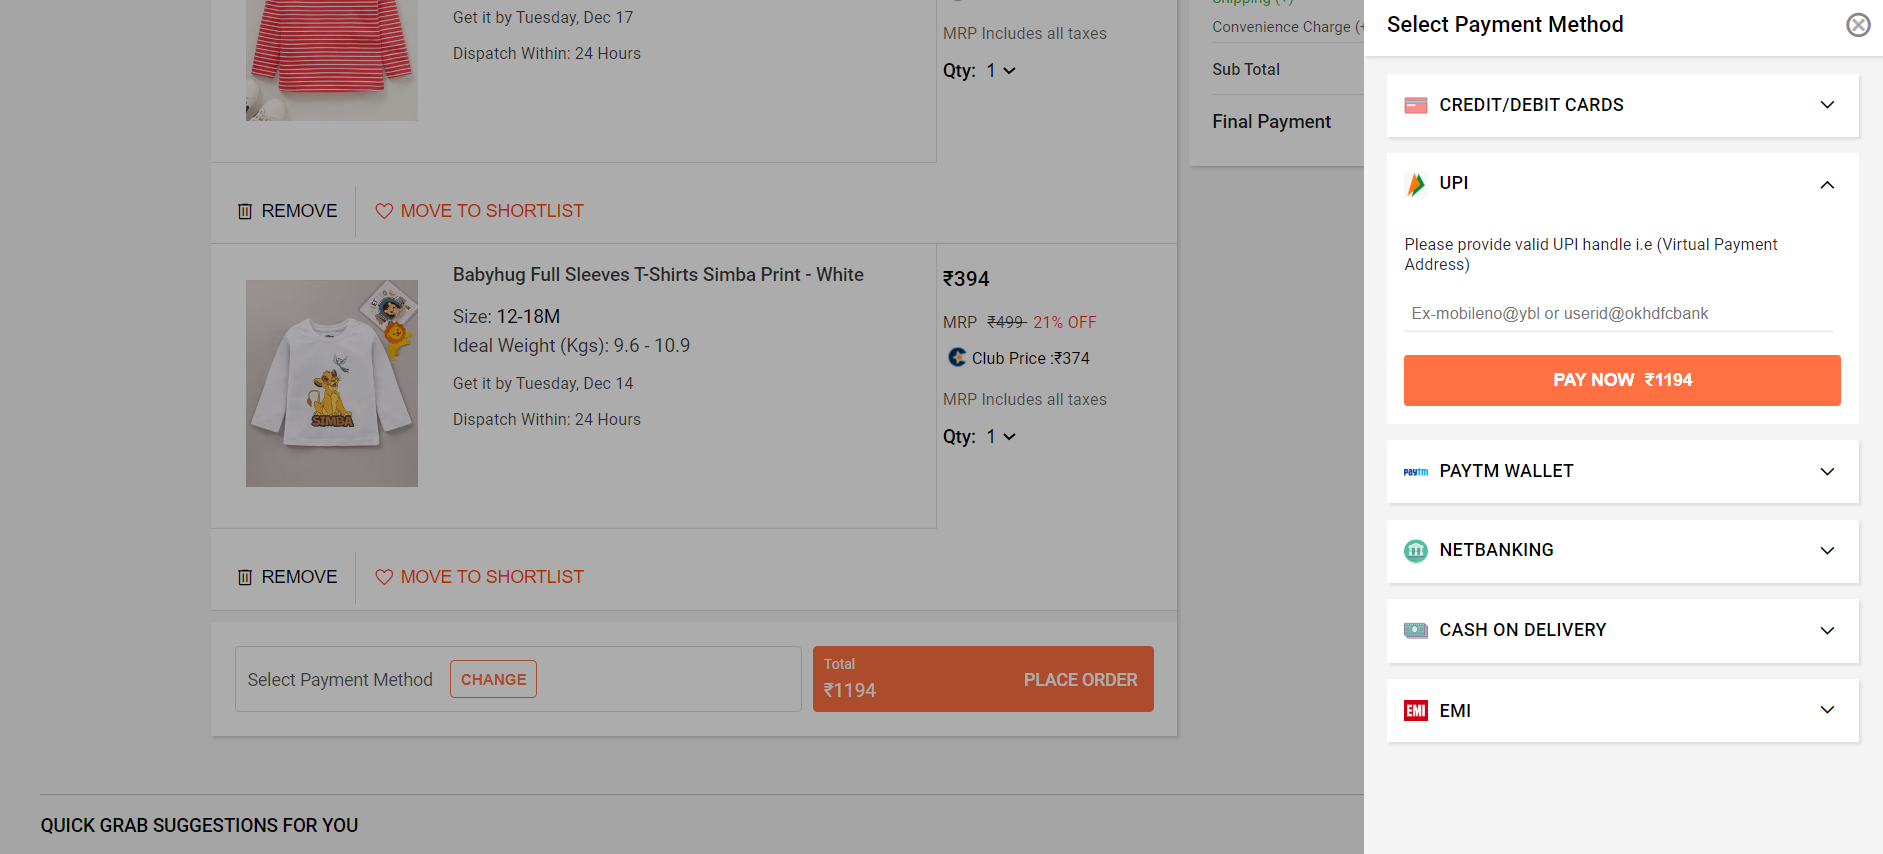 Get it by Tuesday, Dec 17
Dispatch Within: 24 Hours
MRP Includes all taxes
Qty: 1
REMOVE
MOVE TO SHORTLIST
Babyhug Full Sleeves T-Shirts Simba Print - White
Size: 12-18M
Ideal Weight (Kgs): 9.6 - 10.9
Get it by Tuesday, Dec 14
Dispatch Within: 24 Hours
SIMBA
₹394
MRP ₹499 21% OFF
Club Price :₹374
MRP Includes all taxes
Qty: 1
REMOVE
MOVE TO SHORTLIST
Select Payment Method
CHANGE
Total
₹1194
PLACE ORDER
QUICK GRAB SUGGESTIONS FOR YOU
Shipping (+)
Convenience Charge (+
Sub Total
Final Payment
Select Payment Method
CREDIT/DEBIT CARDS
UPI
Please provide valid UPI handle i.e (Virtual Payment
Address)
Ex-mobileno@ybl or userid@okhdfcbank
PAY NOW ₹1194
paytm PAYTM WALLET
NETBANKING
CASH ON DELIVERY
EMI EMI